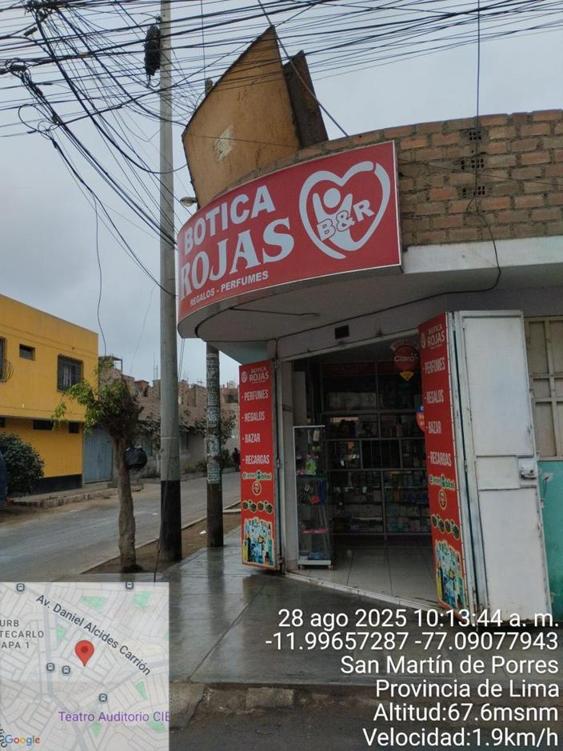 BOTICA
ROJAS
REGALOS - PERFUMES
B&R
BOTICA
ROJAS
· PERFUMES
· REGALOS
· BAZAR
· RECARGAS
Claro
BOTICA
ROJAS
· PERFUMES
· REGALOS
· BAZAR
· RECARGAS
28 ago 2025 10:13:44 a. m.
-11.99657287 -77.09077943
San Martín de Porres
Provincia de Lima
Altitud:67.6msnm
Velocidad:1.9km/h
Av. Daniel Alcides Carrión
URB
TECARLO
APA 1
Teatro Auditorio CIE
Google